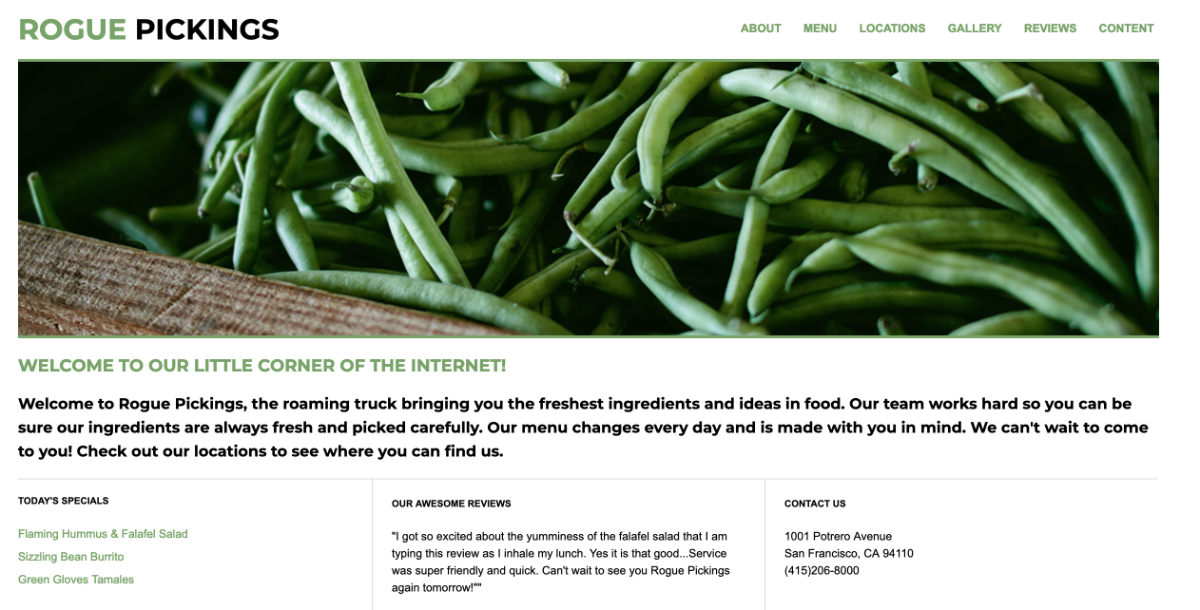 ROGUE PICKINGS
ABOUT MENU LOCATIONS GALLERY REVIEWS CONTENT
WELCOME TO OUR LITTLE CORNER OF THE INTERNET!
Welcome to Rogue Pickings, the roaming truck bringing you the freshest ingredients and ideas in food. Our team works hard so you can be
sure our ingredients are always fresh and picked carefully. Our menu changes every day and is made with you in mind. We can't wait to come
to you! Check out our locations to see where you can find us.
TODAY'S SPECIALS
Flaming Hummus & Falafel Salad
Sizzling Bean Burrito
Green Gloves Tamales
OUR AWESOME REVIEWS
"I got so excited about the yumminess of the falafel salad that I am
typing this review as I inhale my lunch. Yes it is that good...Service
was super friendly and quick. Can't wait to see you Rogue Pickings
again tomorrow!""
CONTACT US
1001 Potrero Avenue
San Francisco, CA 94110
(415)206-8000